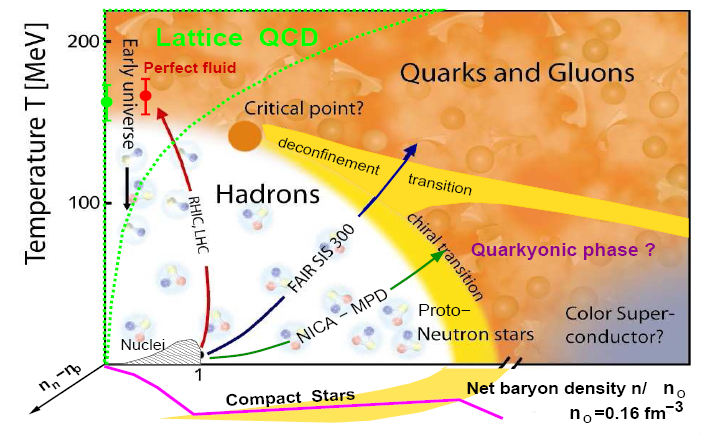 Temperature T [MeV]
200
100
Lattice QCD
Perfect fluid
Early universe
Critical point?
Quarks and Gluons
deconfinement transition
Hadrons
RHIC, LHC
FAIR SIS 300
chiral transition
Quarkyonic phase ?
NICA – MPD
Proto–
Neutron stars
Color Super-
conductor?
Nuclei
nn–np
1
Compact Stars
Net baryon density n/ no
no=0.16 fm−3